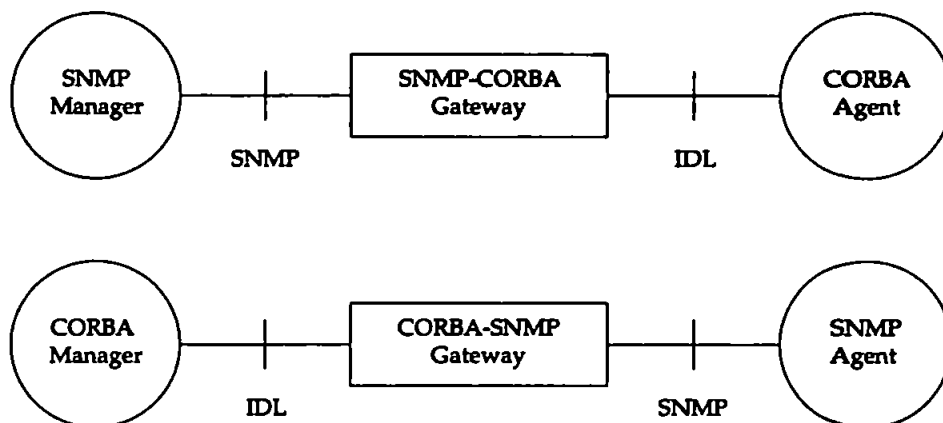 SNMP
Manager
SNMP-CORBA
Gateway
CORBA
Agent
SNMP
IDL
CORBA
Manager
CORBA-SNMP
Gateway
SNMP
Agent
IDL
SNMP